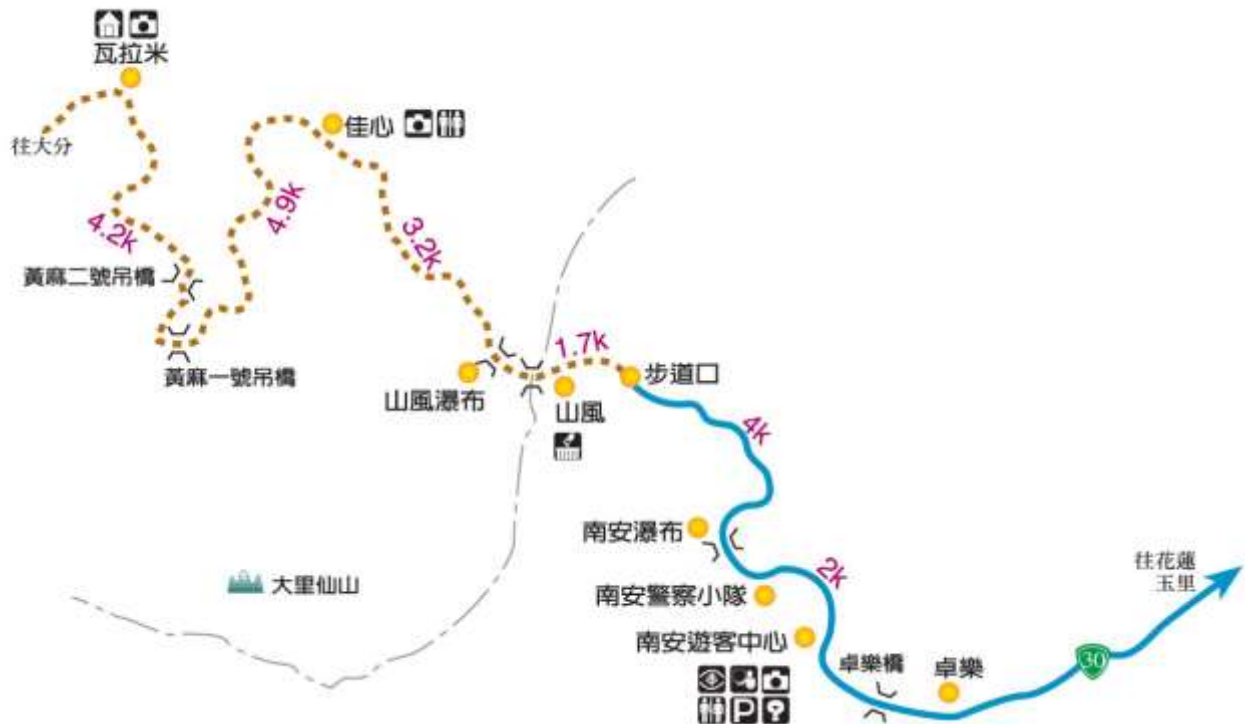 瓦拉米
往大分
佳心
4.2k
4.9k
3.2k
黃麻二號吊橋
黃麻一號吊橋
1.7k
步道口
山風瀑布
山風
4k
南安瀑布
2k
往花蓮
玉里
大里仙山
南安警察小隊
南安遊客中心
P
?
卓樂橋
卓樂
30